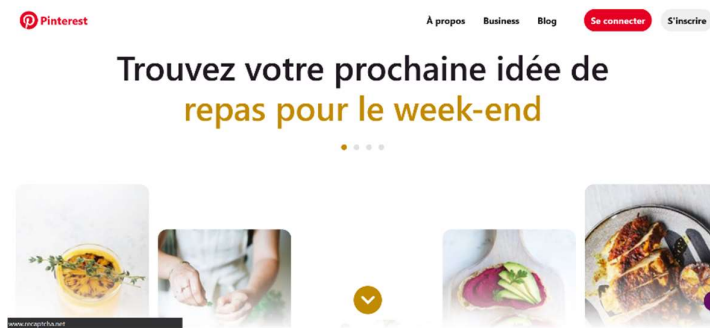 Pinterest
À propos
Business
Blog
Se connecter
S'inscrire
Trouvez votre prochaine idée de
repas pour le week-end
www.recaptcha.net